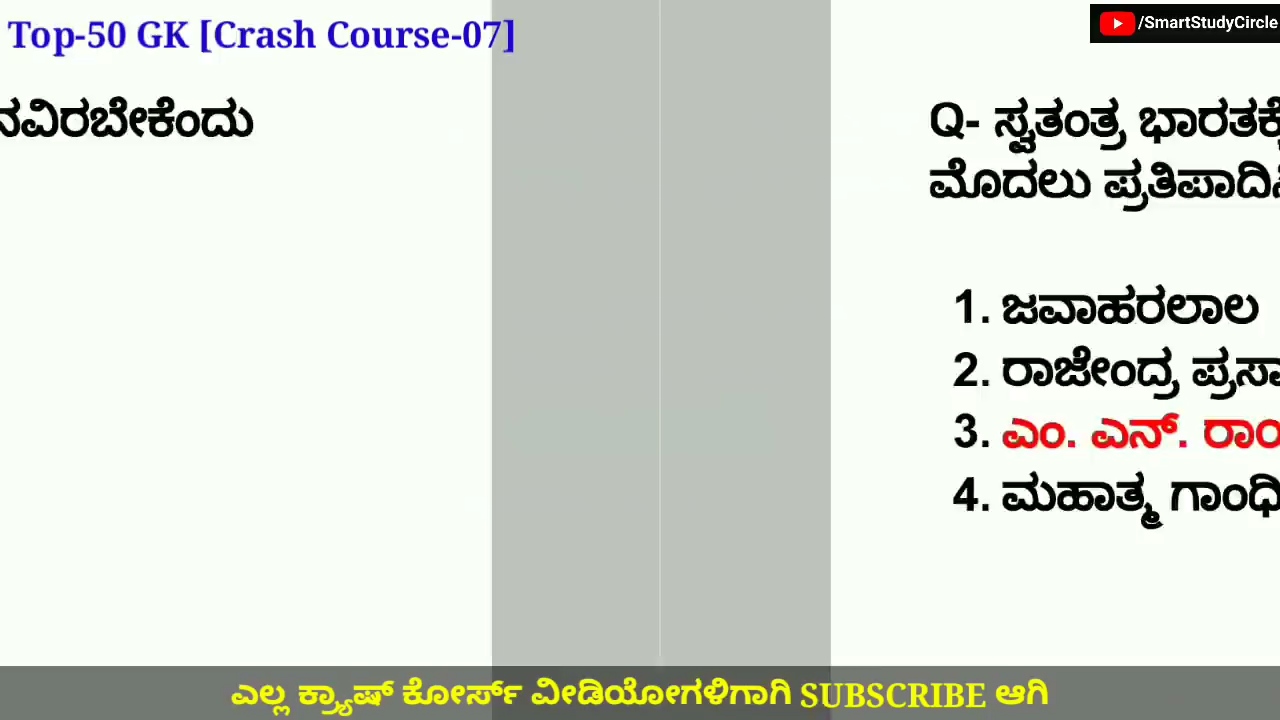 Top-50 GK [Crash Course-07]
/SmartStudyCircle
ನವಿರಬೇಕೆಂದು
Q- ಸ್ವತಂತ್ರ ಭಾರತಕ್ಕೆ
ಮೊದಲು ಪ್ರತಿಪಾದಿಸಿ
1. ಜವಾಹರಲಾಲ
2. ರಾಜೇಂದ್ರ ಪ್ರಸಾ
3. ಎಂ. ಎನ್. ರಾಂ
4. ಮಹಾತ್ಮ ಗಾಂಧಿ
ಎಲ್ಲ ಕ್ರ್ಯಾಷ್ ಕೋರ್ಸ್ ವೀಡಿಯೋಗಳಿಗಾಗಿ SUBSCRIBE ಆಗಿ